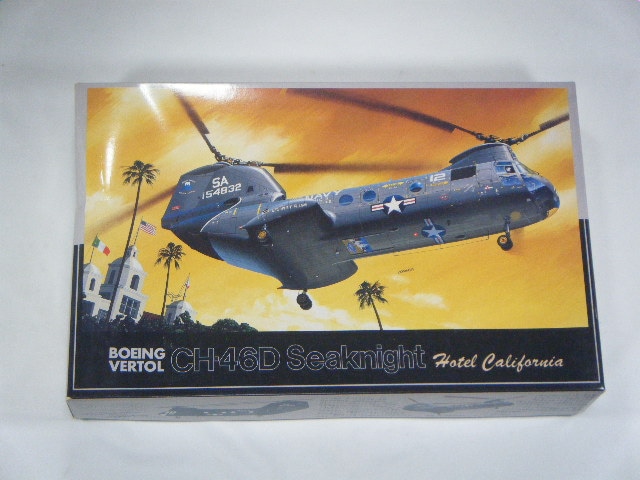 SA
154832
NAVY
12
BOEING
VERTOL
CH-46D Seaknight
Hotel California